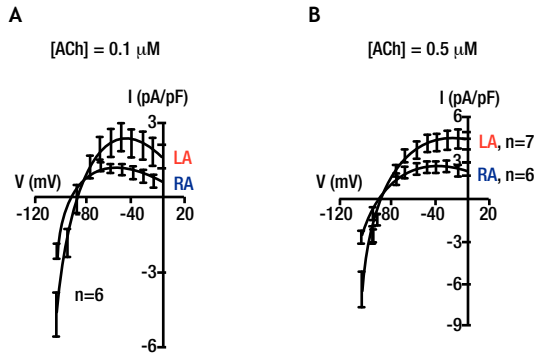 A
[ACh] = 0.1 μM
I (pA/pF)
3
LA
RA
V (mV)
-120
-80
-40
20
-3
n=6
-6
B
[ACh] = 0.5 μM
I (pA/pF)
6
LA, n=7
3
RA, n=6
V (mV)
-120
-80
-40
20
-3
-6
-9